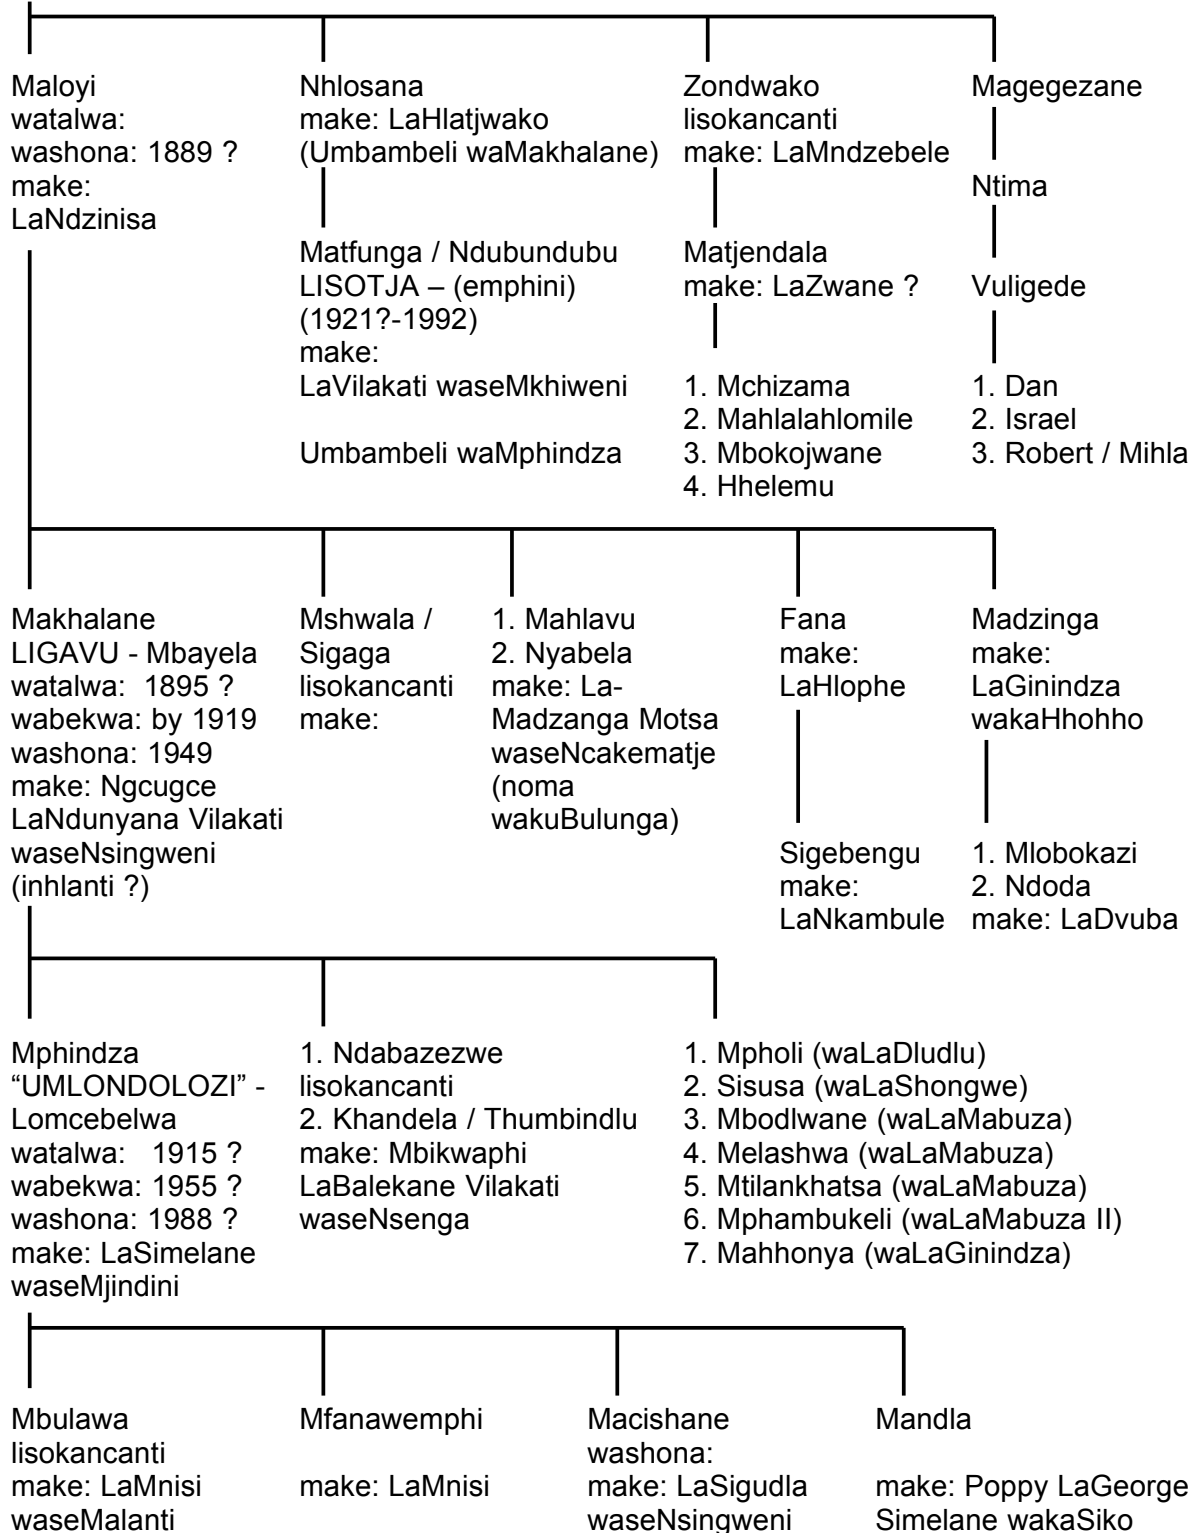 Maloyi
watalwa:
washona: 1889 ?
make:
LaNdzinisa
Nhlosana
make: LaHlatjwako
(Umbambeli waMakhalane)
Zondwako
lisokancanti
make: LaMndzebele
Magegezane
Ntima
Matfunga / Ndubundubu
LISOTJA – (emphini)
(1921?-1992)
make:
LaVilakati waseMkhiweni
Umbambeli waMphindza
Matjendala
make: LaZwane ?
1. Mchizama
2. Mahlalahlomile
3. Mbokojwane
4. Hhelemu
Vuligede
1. Dan
2. Israel
3. Robert / Mihla
Makhalane
LIGAVU - Mbayela
watalwa: 1895 ?
wabekwa: by 1919
washona: 1949
make: Ngcugce
LaNdunyana Vilakati
waseNsingweni
(inhlanti ?)
Mshwala /
Sigaga
lisokancanti
make:
1. Mahlavu
2. Nyabela
make: La-
Madzanga Motsa
waseNcakematje
(noma
wakuBulunga)
Fana
make:
LaHlophe
Sigebengu
make:
LaNkambule
Madzinga
make:
LaGinindza
wakaHhohho
1. Mlobokazi
2. Ndoda
make: LaDvuba
Mphindza
“UMLONDOLOZI” -
Lomcebelwa
watalwa: 1915 ?
wabekwa: 1955 ?
washona: 1988 ?
make: LaSimelane
waseMjindini
1. Ndabazezwe
lisokancanti
2. Khandela / Thumbindlu
make: Mbikwaphi
LaBalekane Vilakati
waseNsenga
1. Mpholi (waLaDludlu)
2. Sisusa (waLaShongwe)
3. Mbodlwane (waLaMabuza)
4. Melashwa (waLaMabuza)
5. Mtilankhatsa (waLaMabuza)
6. Mphambukeli (waLaMabuza II)
7. Mahhonya (waLaGinindza)
Mbulawa
lisokancanti
make: LaMnisi
waseMalanti
Mfanawemphi
make: LaMnisi
Macishane
washona:
make: LaSigudla
waseNsingweni
Mandla
make: Poppy LaGeorge
Simelane wakaSiko